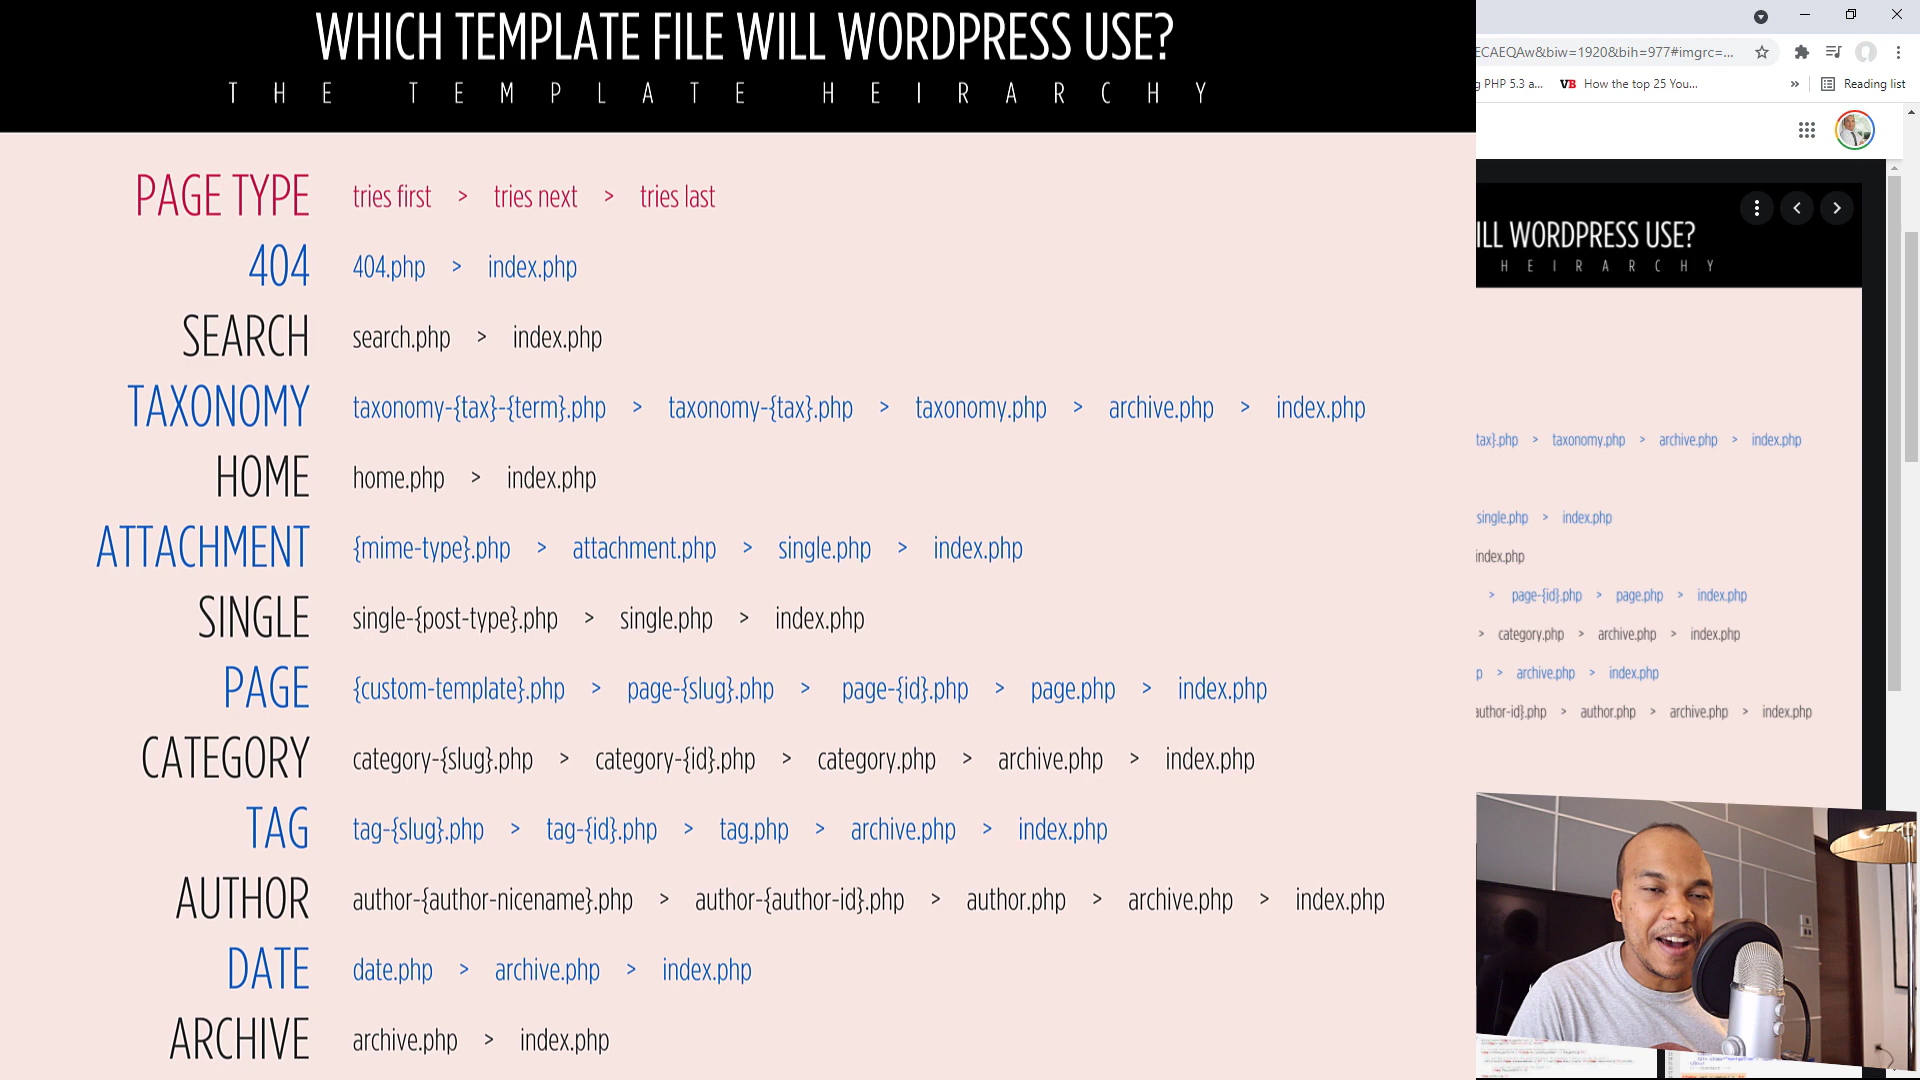 WHICH TEMPLATE FILE WILL WORDPRESS USE?
THE TEMPLATE HEIRARCHY
PAGE TYPE tries first > tries next > tries last
404 404.php > index.php
SEARCH search.php > index.php
TAXONOMY taxonomy-{tax}-{term}.php > taxonomy-{tax}.php > taxonomy.php > archive.php > index.php
HOME home.php > index.php
ATTACHMENT {mime-type}.php > attachment.php > single.php > index.php
SINGLE single-{post-type}.php > single.php > index.php
PAGE {custom-template}.php > page-{slug}.php > page-{id}.php > page.php > index.php
CATEGORY category-{slug}.php > category-{id}.php > category.php > archive.php > index.php
TAG tag-{slug}.php > tag-{id}.php > tag.php > archive.php > index.php
AUTHOR author-{author-nicename}.php > author-{author-id}.php > author.php > archive.php > index.php
DATE date.php > archive.php > index.php
ARCHIVE archive.php > index.php
ECAEQAw&biw=1920&bih=977#imgrc=...
g PHP 5.3 a... VB How the top 25 You... » Reading list
ILL WORDPRESS USE?
HEIRARCHY
tax}.php > taxonomy.php > archive.php > index.php
single.php > index.php
index.php
> page-{id}.php > page.php > index.php
> category.php > archive.php > index.php
p > archive.php > index.php
author-id}.php > author.php > archive.php > index.php